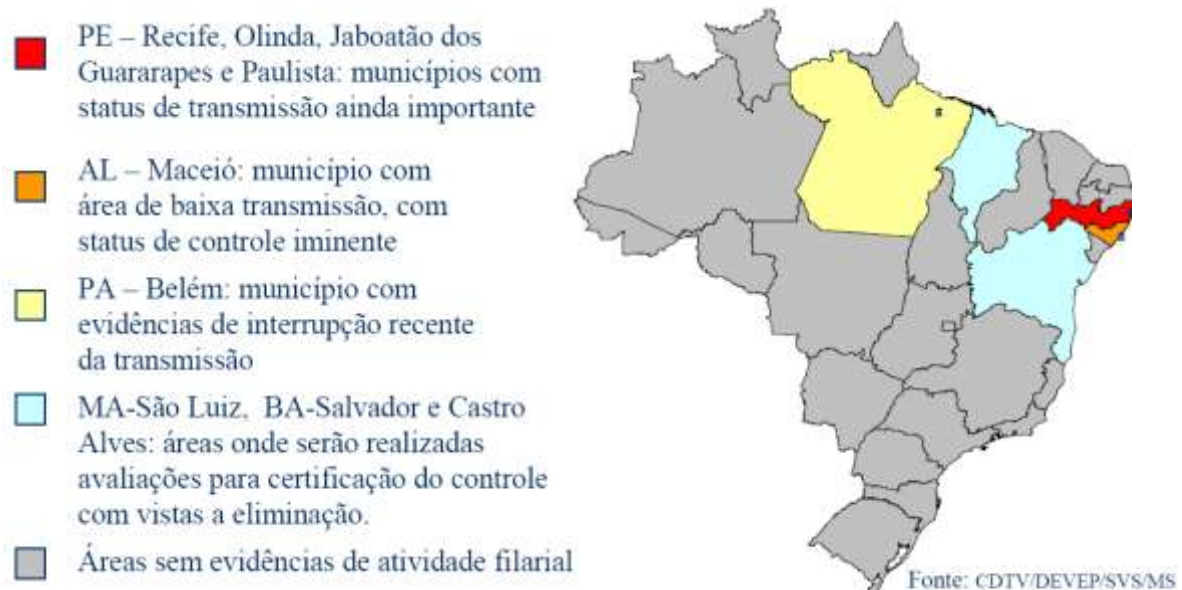 PE – Recife, Olinda, Jaboatão dos
Guararapes e Paulista: municípios com
status de transmissão ainda importante
AL – Maceió: município com
área de baixa transmissão, com
status de controle iminente
PA – Belém: município com
evidências de interrupção recente
da transmissão
MA-São Luiz, BA-Salvador e Castro
Alves: áreas onde serão realizadas
avaliações para certificação do controle
com vistas a eliminação.
Áreas sem evidências de atividade filarial
Fonte: CDTV/DEVEP/SVS/MS